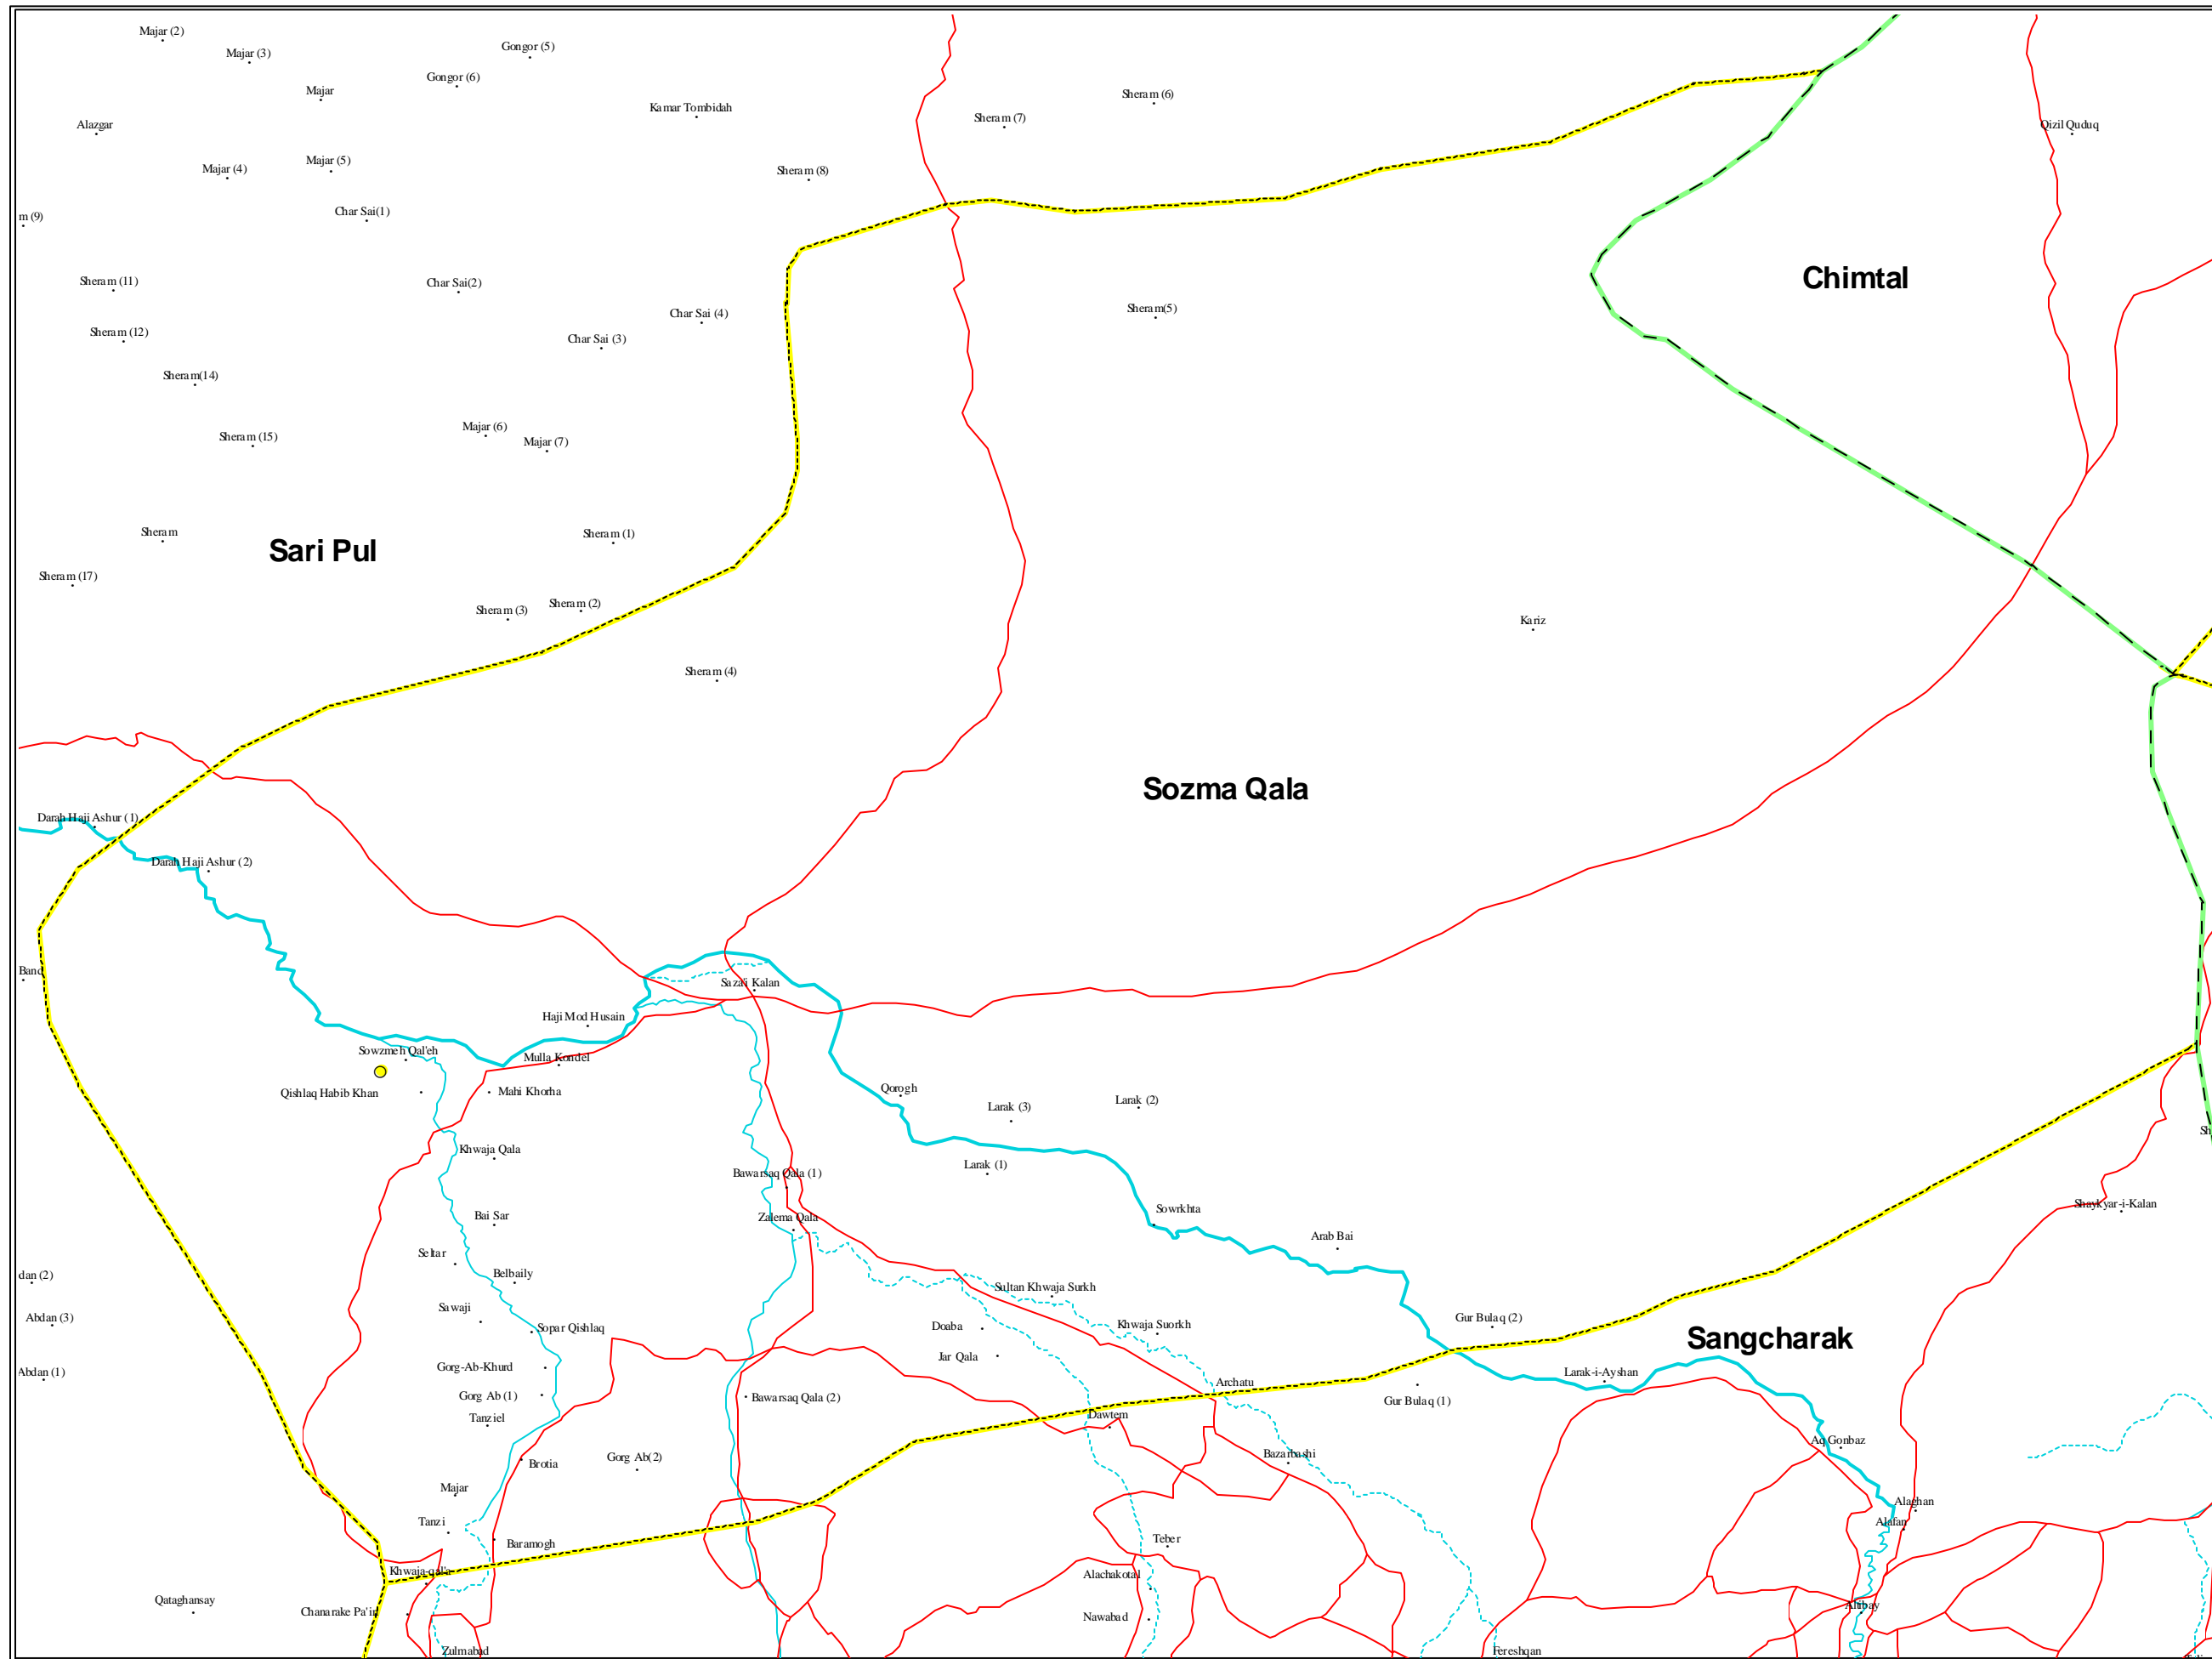 Majar (2)
Majar (3)
Gongor (5)
Gongor (6)
Majar
Sheram (6)
Kamar Tombidah
Sheram (7)
Alazgar
Qizil Quduq
Majar (5)
Majar (4)
Sheram (8)
Char Sai(1)
m (9)
Chimtal
Sheram (11)
Char Sai(2)
Sheram(5)
Char Sai (4)
Sheram (12)
Char Sai (3)
Sheram(14)
Majar (6)
Sheram (15)
Majar (7)
Sheram
Sheram (1)
Sari Pul
Sheram (17)
Sheram (2)
Sheram (3)
Kariz
Sheram (4)
Sozma Qala
Darah Haji Ashur (1)
Darah Haji Ashur (2)
Band
Sazai Kalan
Haji Mod Husain
Sowzmeh Qal'eh
Mulla Kondel
Qishlaq Habib Khan
Mahi Khorha
Qorogh
Larak (3)
Larak (2)
Sh
Khwaja Qala
Larak (1)
Bawarsaq Qala (1)
Shaykyar-i-Kalan
Sowrkhta
Bai Sar
Zalema Qala
Arab Bai
Seltar
dan (2)
Belbaily
Sultan Khwaja Surkh
Sawaji
Abdan (3)
Gur Bulaq (2)
Doaba
Khwaja Suorkh
Sopar Qishlaq
Sangcharak
Jar Qala
Gorg-Ab-Khurd
Abdan (1)
Larak-i-Ayshan
Archatu
Gorg Ab (1)
Bawarsaq Qala (2)
Gur Bulaq (1)
Tanziel
Dawtem
Aq Gonbaz
Bazarbashi
Gorg Ab(2)
Brotia
Majar
Alaghan
Tanzi
Alafan
Baramogh
Teber
Khwaja-qal'a
Alachakotal
Qataghansay
Chanarake Pa'in
Altibay
Nawabad
Zulmabad
Fereshqan